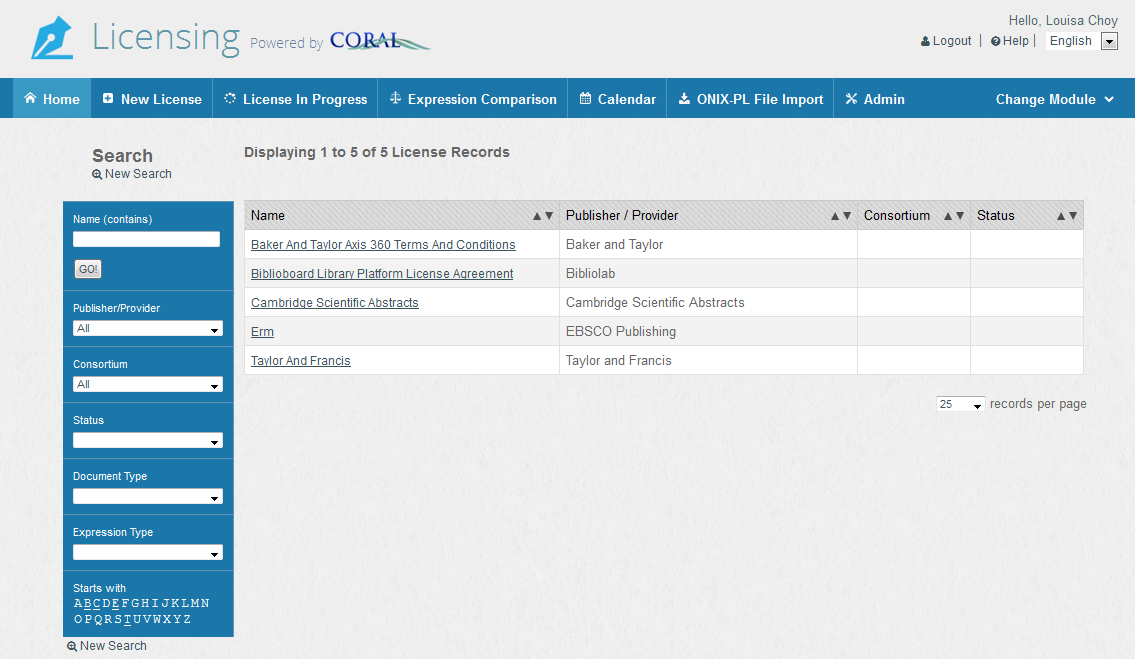 Licensing Powered by CORAL
Hello, Louisa Choy
Logout | Help | English
Home New License License In Progress Expression Comparison Calendar ONIX-PL File Import Admin Change Module
Search
New Search
Name (contains)
GO!
Publisher/Provider
All
Consortium
All
Status
Document Type
Expression Type
Starts with
A B C D E F G H I J K L M N
O P Q R S T U V W X Y Z
New Search
Displaying 1 to 5 of 5 License Records
Name Publisher / Provider Consortium Status
Baker And Taylor Axis 360 Terms And Conditions Baker and Taylor
Biblioboard Library Platform License Agreement Bibliolab
Cambridge Scientific Abstracts Cambridge Scientific Abstracts
Erm EBSCO Publishing
Taylor And Francis Taylor and Francis
25 records per page